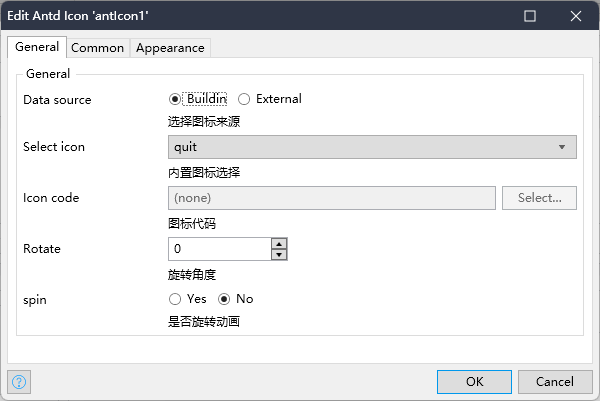 Edit Antd Icon 'antIcon1'
General Common Appearance
General
Data source Buildin External
选择图标来源
Select icon quit
内置图标选择
Icon code (none) Select...
图标代码
Rotate 0
旋转角度
spin Yes No
是否旋转动画
? OK Cancel